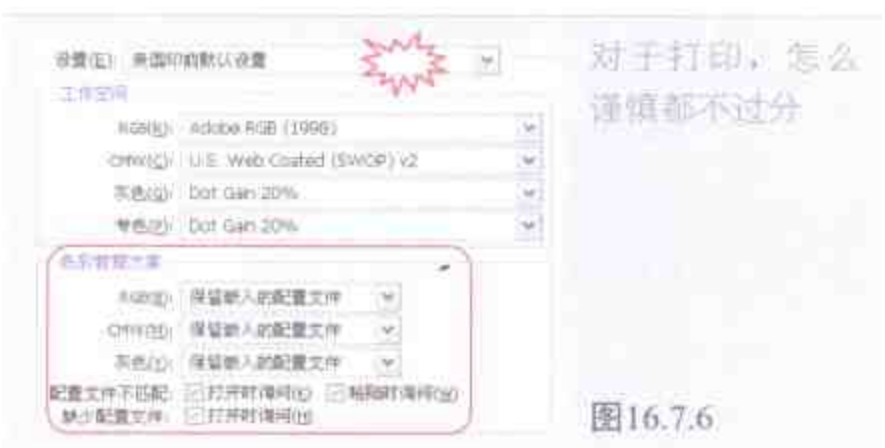 设置(E): 美国印前默认设置
工作空间
RGB(R): Adobe RGB (1998)
CMYK(C): U.S. Web Coated (SWOP) v2
灰色(G): Dot Gain 20%
专色(P): Dot Gain 20%
色彩管理方案
RGB(B): 保留嵌入的配置文件
CMYK(M): 保留嵌入的配置文件
灰色(Y): 保留嵌入的配置文件
配置文件不匹配: 打开时询问(K) 粘贴时询问(W)
缺少配置文件: 打开时询问(H)
对于打印，怎么
谨慎都不过分
图16.7.6